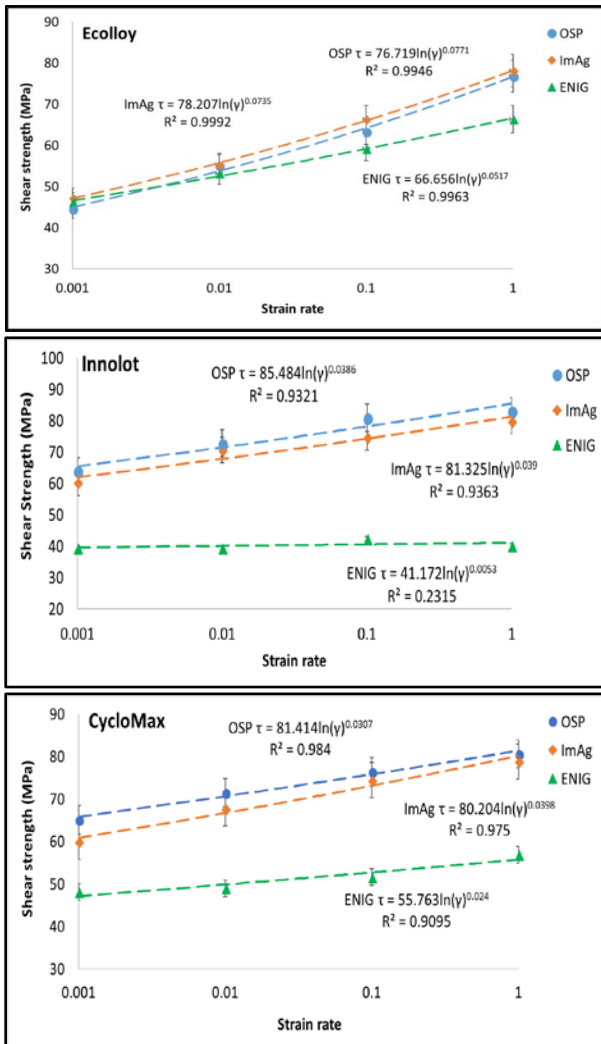 Ecolloy
90
80
70
60
50
40
30
Shear strength (MPa)
0.001
0.01
0.1
1
Strain rate
OSP τ = 76.719ln(γ)^0.0771
R² = 0.9946
ImAg τ = 78.207ln(γ)^0.0735
R² = 0.9992
ENIG τ = 66.656ln(γ)^0.0517
R² = 0.9963
OSP
ImAg
ENIG
Innolot
100
90
80
70
60
50
40
30
20
10
Shear Strength (MPa)
0.001
0.01
0.1
1
Strain rate
OSP τ = 85.484ln(γ)^0.0386
R² = 0.9321
ImAg τ = 81.325ln(γ)^0.039
R² = 0.9363
ENIG τ = 41.172ln(γ)^0.0053
R² = 0.2315
OSP
ImAg
ENIG
CycloMax
90
80
70
60
50
40
30
Shear strength (MPa)
0.001
0.01
0.1
1
Strain rate
OSP τ = 81.414ln(γ)^0.0307
R² = 0.984
ImAg τ = 80.204ln(γ)^0.0398
R² = 0.975
ENIG τ = 55.763ln(γ)^0.024
R² = 0.9095
OSP
ImAg
ENIG